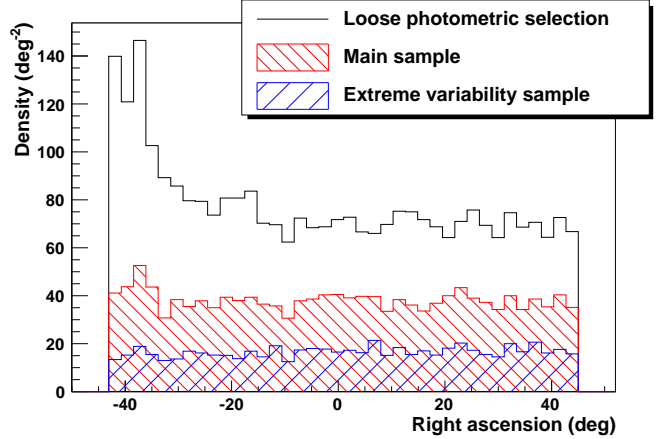 Loose photometric selection
Main sample
Extreme variability sample
Density (deg⁻²)
140
120
100
80
60
40
20
0
-40 -20 0 20 40
Right ascension (deg)